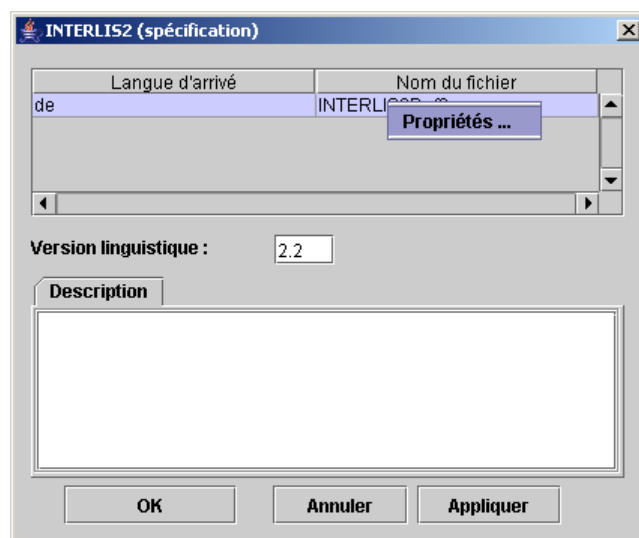 INTERLIS2 (spécification)
Langue d'arrivé Nom du fichier
de
Propriétés ...
Version linguistique : 2.2
Description
OK Annuler Appliquer